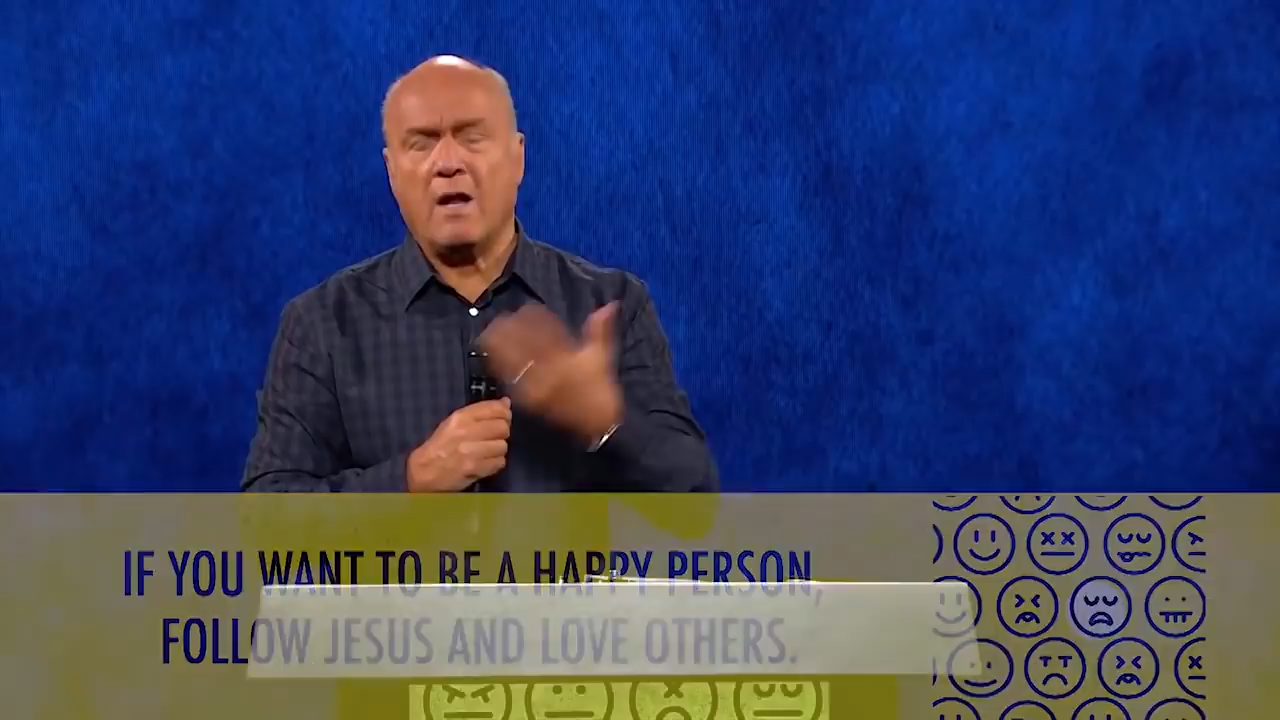 IF YOU WANT TO BE A HAPPY PERSON,
FOLLOW JESUS AND LOVE OTHERS.